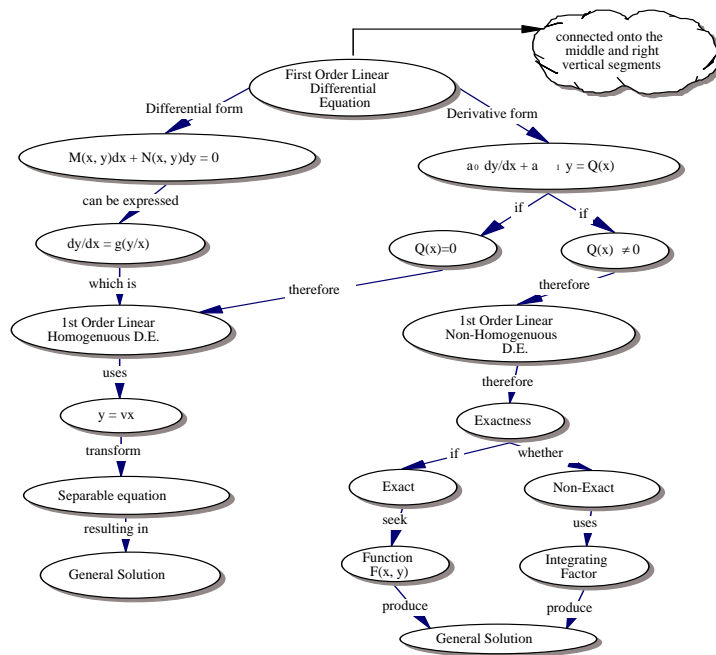 connected onto the
middle and right
vertical segments
First Order Linear
Differential
Equation
Differential form
Derivative form
M(x, y)dx + N(x, y)dy = 0
a₀ dy/dx + a ₁ y = Q(x)
can be expressed
if
if
dy/dx = g(y/x)
Q(x)=0
Q(x) ≠0
which is
therefore
therefore
1st Order Linear
Homogenuous D.E.
1st Order Linear
Non-Homogenuous
D.E.
uses
therefore
y = vx
Exactness
transform
if
whether
Separable equation
Exact
Non-Exact
resulting in
seek
uses
General Solution
Function
F(x, y)
Integrating
Factor
produce
produce
General Solution